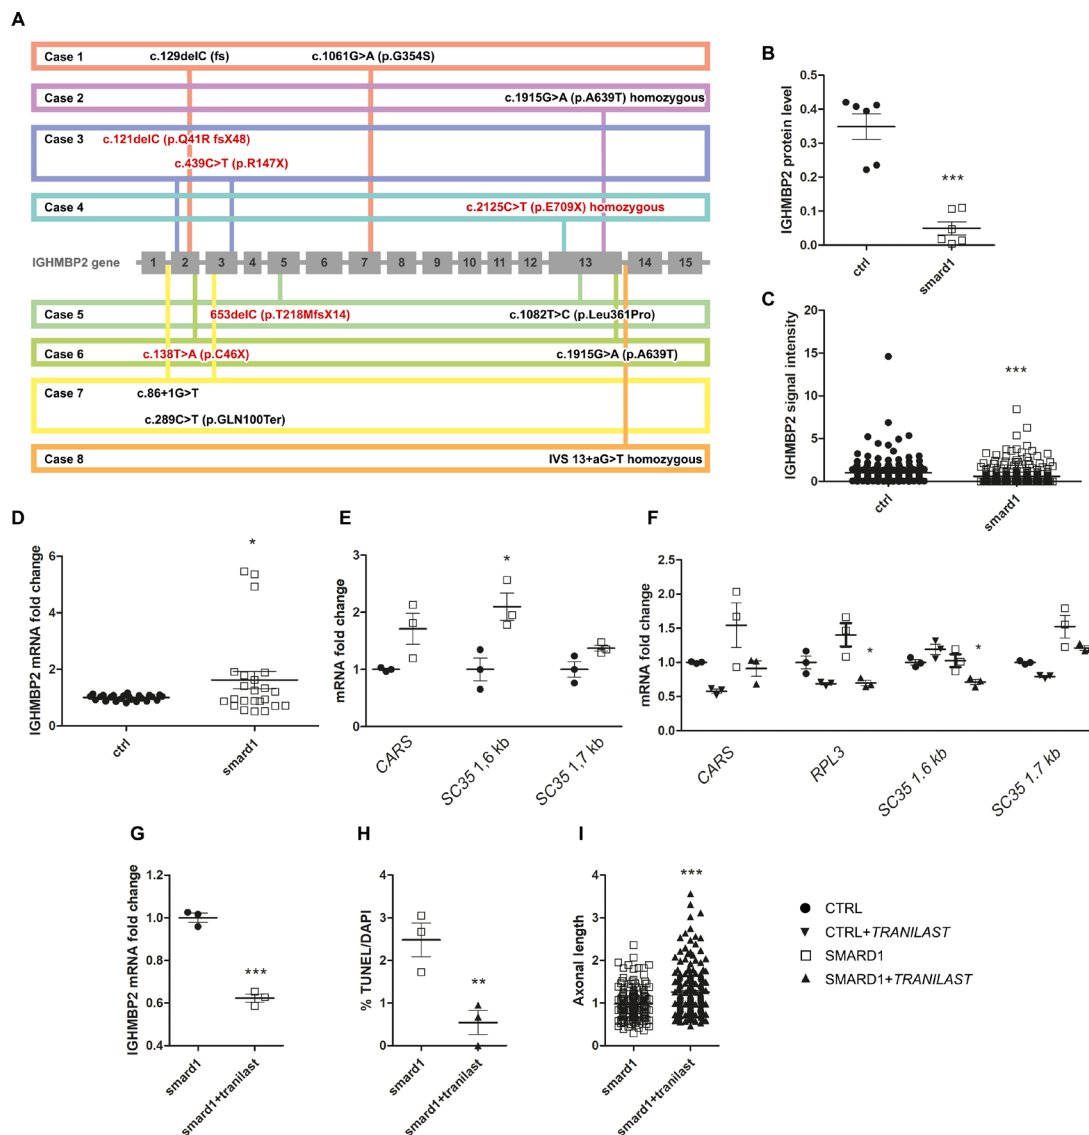 A
Case 1
c.129delC (fs)
c.1061G>A (p.G354S)
Case 2
c.1915G>A (p.A639T) homozygous
Case 3
c.121delC (p.Q41R fsX48)
c.439C>T (p.R147X)
Case 4
c.2125C>T (p.E709X) homozygous
IGHMBP2 gene
1 2 3 4 5 6 7 8 9 10 11 12 13 14 15
Case 5
653delC (p.T218MfsX14)
c.1082T>C (p.Leu361Pro)
Case 6
c.138T>A (p.C46X)
c.1915G>A (p.A639T)
Case 7
c.86+1G>T
c.289C>T (p.GLN100Ter)
Case 8
IVS 13+aG>T homozygous
B
IGHMBP2 protein level
0.5
0.4
0.3
0.2
0.1
0.0
***
ctrl
smard1
C
IGHMBP2 signal intensity
20
15
10
5
0
***
ctrl
smard1
D
IGHMBP2 mRNA fold change
6
4
2
0
*
ctrl
smard1
E
mRNA fold change
3
2
1
0
*
CARS
SC35 1,6 kb
SC35 1,7 kb
F
mRNA fold change
2.5
2.0
1.5
1.0
0.5
0.0
*
*
CARS
RPL3
SC35 1.6 kb
SC35 1.7 kb
G
IGHMBP2 mRNA fold change
1.2
1.0
0.8
0.6
0.4
***
smard1
smard1+tranilast
H
% TUNEL/DAPI
4
3
2
1
0
**
smard1
smard1+tranilast
I
Axonal length
4
3
2
1
0
***
smard1
smard1+tranilast
CTRL
CTRL+TRANILAST
SMARD1
SMARD1+TRANILAST